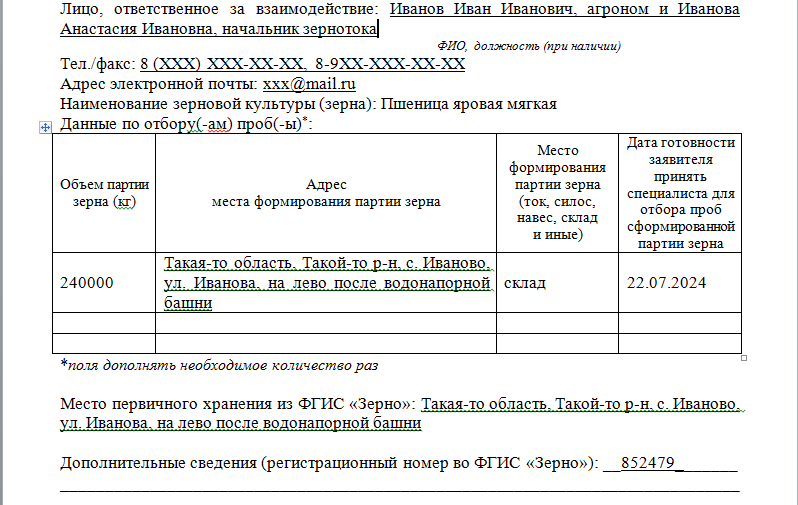 Лицо, ответственное за взаимодействие: Иванов Иван Иванович, агроном и Иванова
Анастасия Ивановна, начальник зернотока
ФИО, должность (при наличии)
Тел./факс: 8 (XXX) XXX-XX-XX, 8-9XX-XXX-XX-XX
Адрес электронной почты: xxx@mail.ru
Наименование зерновой культуры (зерна): Пшеница яровая мягкая
Данные по отбору(-ам) проб(-ы)*:
Объем партии
зерна (кг)
Адрес
места формирования партии зерна
Место
формирования
партии зерна
(ток, силос,
навес, склад
и иные)
Дата готовности
заявителя
принять
специалиста для
отбора проб
сформированной
партии зерна
240000
Такая-то область, Такой-то р-н, с. Иваново,
ул. Иванова, на лево после водонапорной
башни
склад
22.07.2024
*поля дополнять необходимое количество раз
Место первичного хранения из ФГИС «Зерно»: Такая-то область, Такой-то р-н, с. Иваново,
ул. Иванова, на лево после водонапорной башни
Дополнительные сведения (регистрационный номер во ФГИС «Зерно»): __852479_______